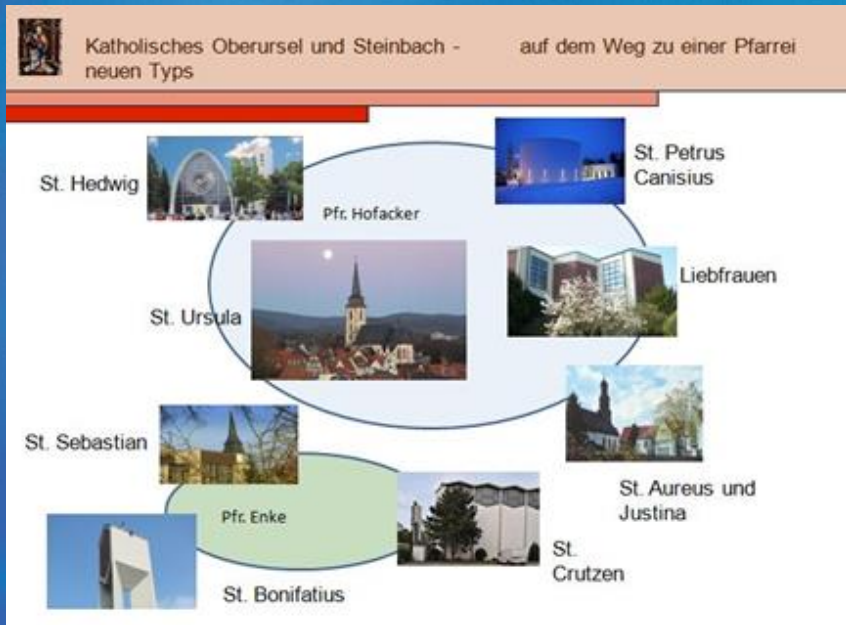 Katholisches Oberursel und Steinbach - auf dem Weg zu einer Pfarrei
neuen Typs
St. Hedwig
St. Petrus
Canisius
Pfr. Hofacker
Liebfrauen
St. Ursula
St. Sebastian
St. Aureus und
Justina
Pfr. Enke
St.
Crutzen
St. Bonifatius